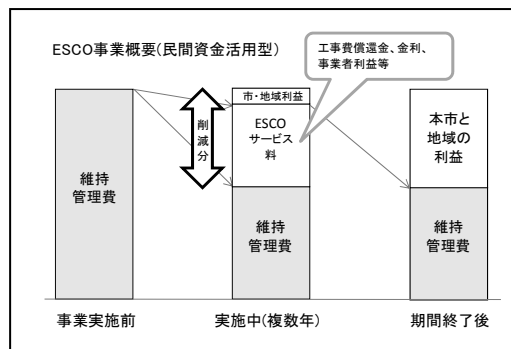 ESCO事業概要(民間資金活用型)
工事費償還金、金利、
事業者利益等
維持
管理費
削
減
分
市・地域利益
ESCO
サービス
料
維持
管理費
本市と
地域の
利益
維持
管理費
事業実施前
実施中(複数年)
期間終了後